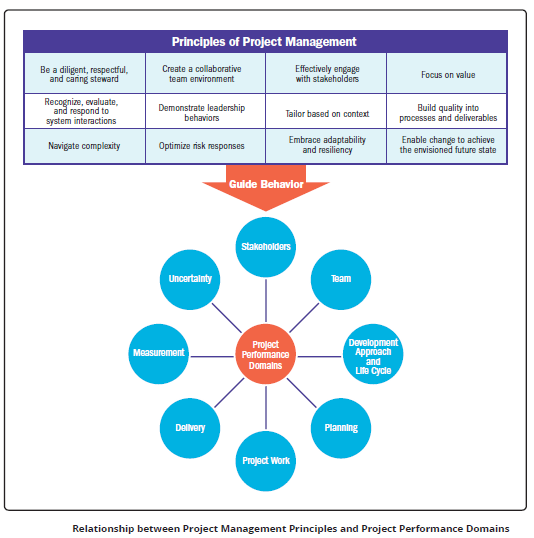 Principles of Project Management
Be a diligent, respectful,
and caring steward
Create a collaborative
team environment
Effectively engage
with stakeholders
Focus on value
Recognize, evaluate,
and respond to
system interactions
Demonstrate leadership
behaviors
Tailor based on context
Build quality into
processes and deliverables
Navigate complexity
Optimize risk responses
Embrace adaptability
and resiliency
Enable change to achieve
the envisioned future state
Guide Behavior
Stakeholders
Team
Development
Approach
and
Life Cycle
Planning
Project Work
Delivery
Measurement
Uncertainty
Project
Performance
Domains
Relationship between Project Management Principles and Project Performance Domains